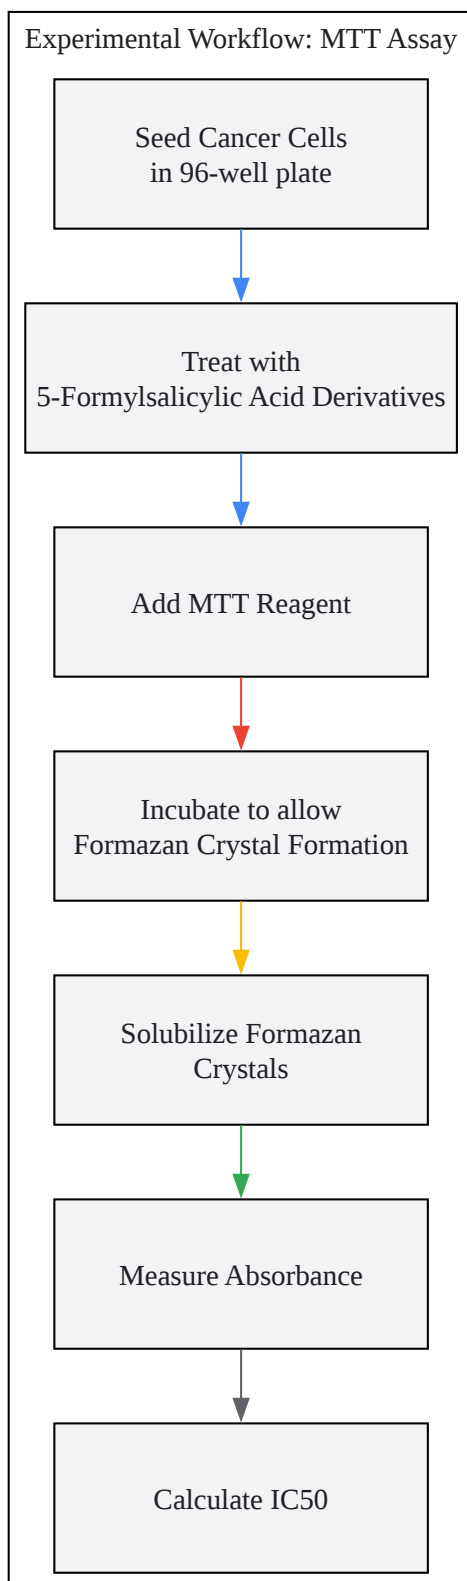 Experimental Workflow: MTT Assay
Seed Cancer Cells
in 96-well plate
Treat with
5-Formylsalicylic Acid Derivatives
Add MTT Reagent
Incubate to allow
Formazan Crystal Formation
Solubilize Formazan
Crystals
Measure Absorbance
Calculate IC50